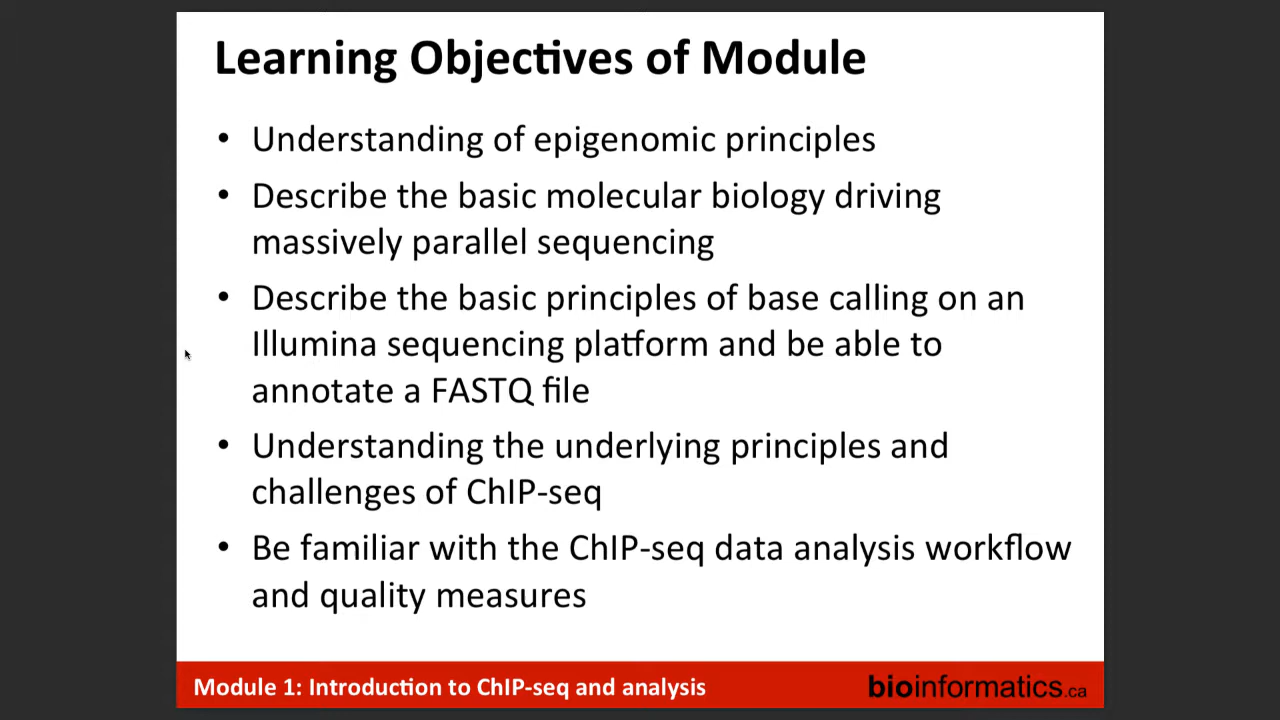 Learning Objectives of Module
• Understanding of epigenomic principles
• Describe the basic molecular biology driving
massively parallel sequencing
• Describe the basic principles of base calling on an
Illumina sequencing platform and be able to
annotate a FASTQ file
• Understanding the underlying principles and
challenges of ChIP-seq
• Be familiar with the ChIP-seq data analysis workflow
and quality measures
Module 1: Introduction to ChIP-seq and analysis
bioinformatics.ca